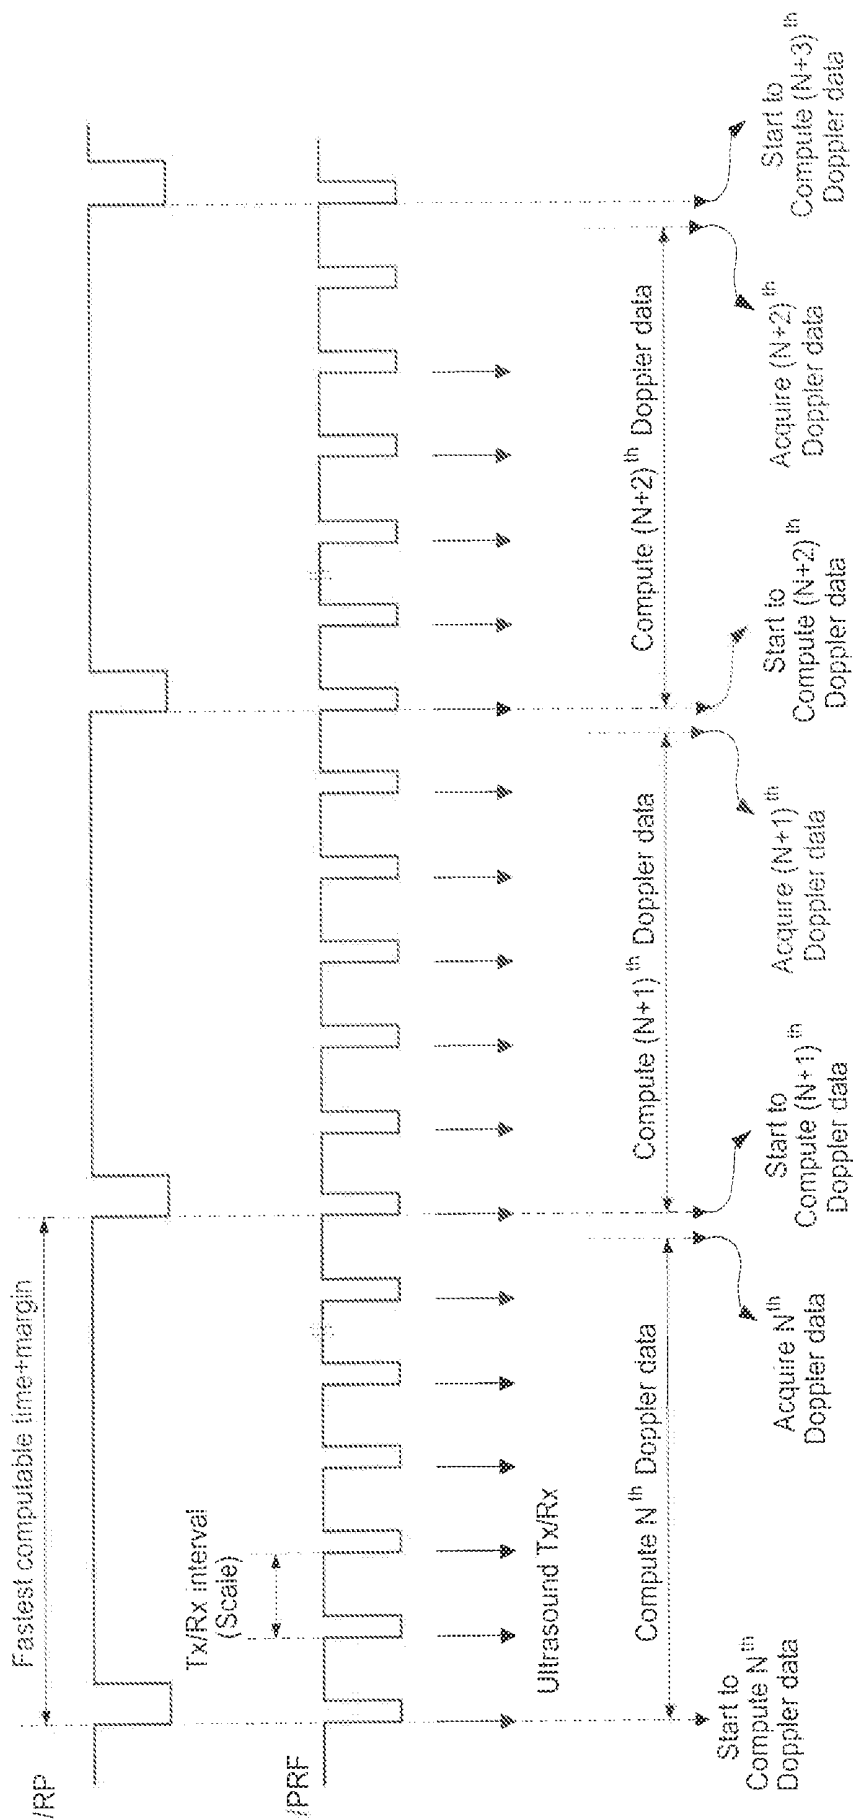 /RP
Fastest computable time+margin
/PRF
Tx/Rx interval
(Scale)
Ultrasound Tx/Rx
Compute Nth Doppler data
Compute (N+1)th Doppler data
Compute (N+2)th Doppler data
Start to
Compute Nth
Doppler data
Acquire Nth
Doppler data
Start to
Compute (N+1)th
Doppler data
Acquire (N+1)th
Doppler data
Start to
Compute (N+2)th
Doppler data
Acquire (N+2)th
Doppler data
Start to
Compute (N+3)th
Doppler data